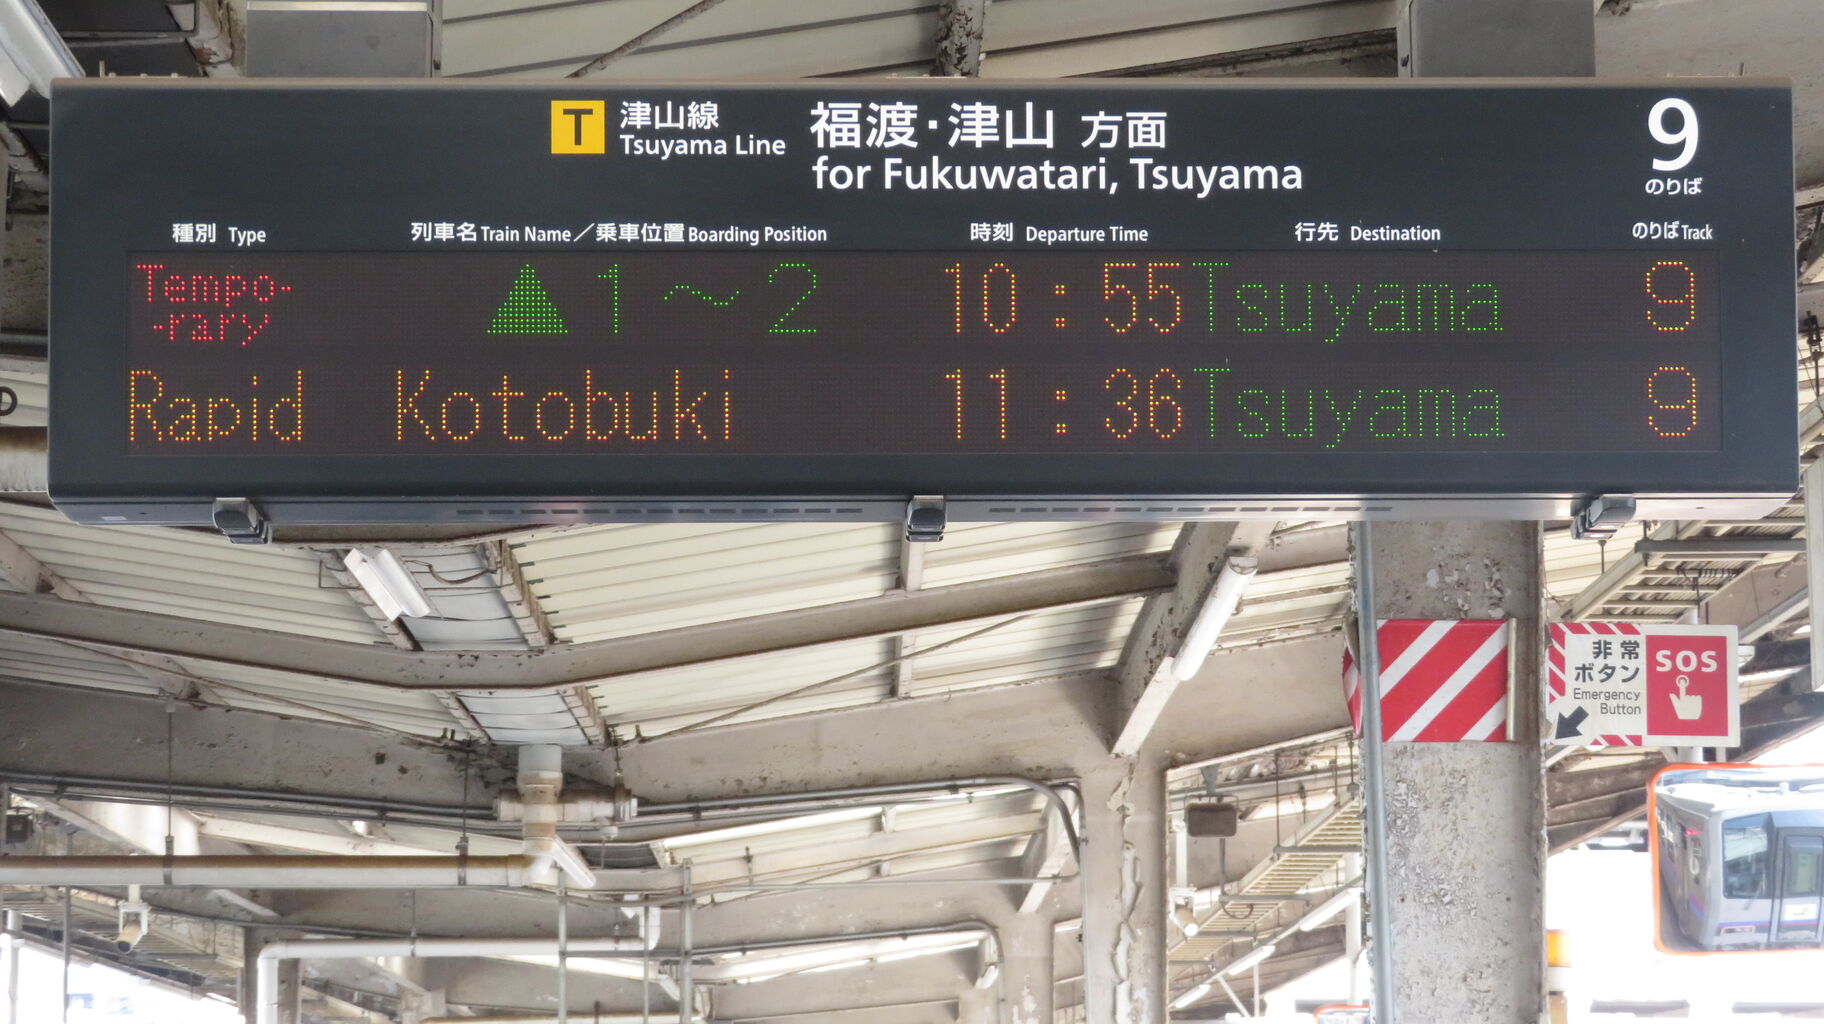 T 津山線 福渡・津山 方面 9
Tsuyama Line for Fukuwatari, Tsuyama のりば
種別 Type 列車名 Train Name／乗車位置 Boarding Position 時刻 Departure Time 行先 Destination のりば Track
Tempo-
-rary ▲1～2 10:55 Tsuyama 9
Rapid Kotobuki 11:36 Tsuyama 9
非常
ボタン
Emergency
Button
SOS